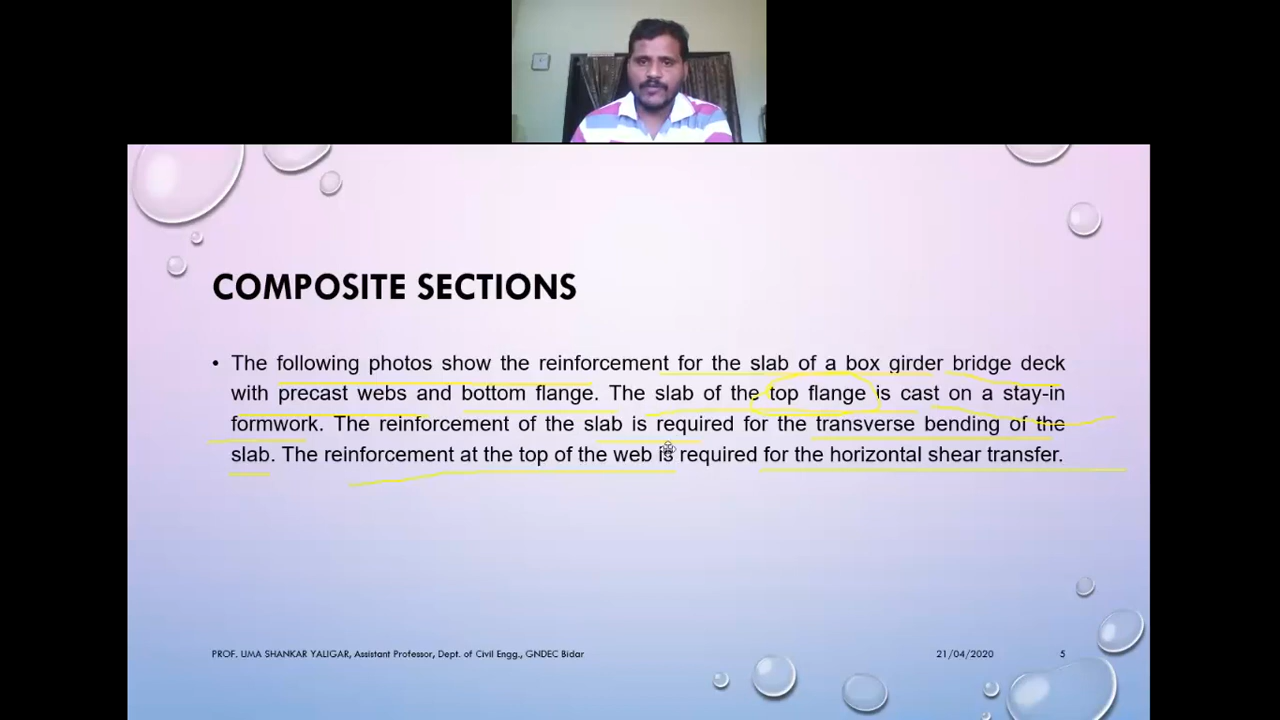 COMPOSITE SECTIONS
• The following photos show the reinforcement for the slab of a box girder bridge deck
with precast webs and bottom flange. The slab of the top flange is cast on a stay-in
formwork. The reinforcement of the slab is required for the transverse bending of the
slab. The reinforcement at the top of the web is required for the horizontal shear transfer.
PROF. UMA SHANKAR YALIGAR, Assistant Professor, Dept. of Civil Engg., GNDEC Bidar 21/04/2020 5